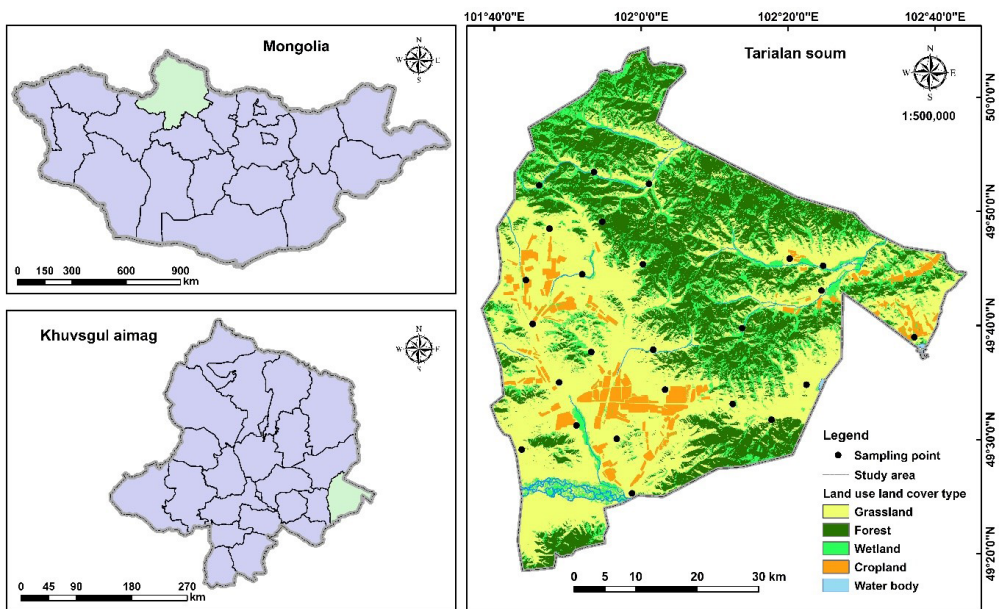 Mongolia
N
W E
S
0 150 300 600 900
km
Khuvsgul aimag
N
W E
S
0 45 90 180 270
km
101°40'0"E 102°0'0"E 102°20'0"E 102°40'0"E
Tarialan soum
N
W E
S
1:500,000
50°0'0"N
49°50'0"N
49°40'0"N
49°30'0"N
49°20'0"N
Legend
Sampling point
Study area
Land use land cover type
Grassland
Forest
Wetland
Cropland
Water body
0 5 10 20 30 km